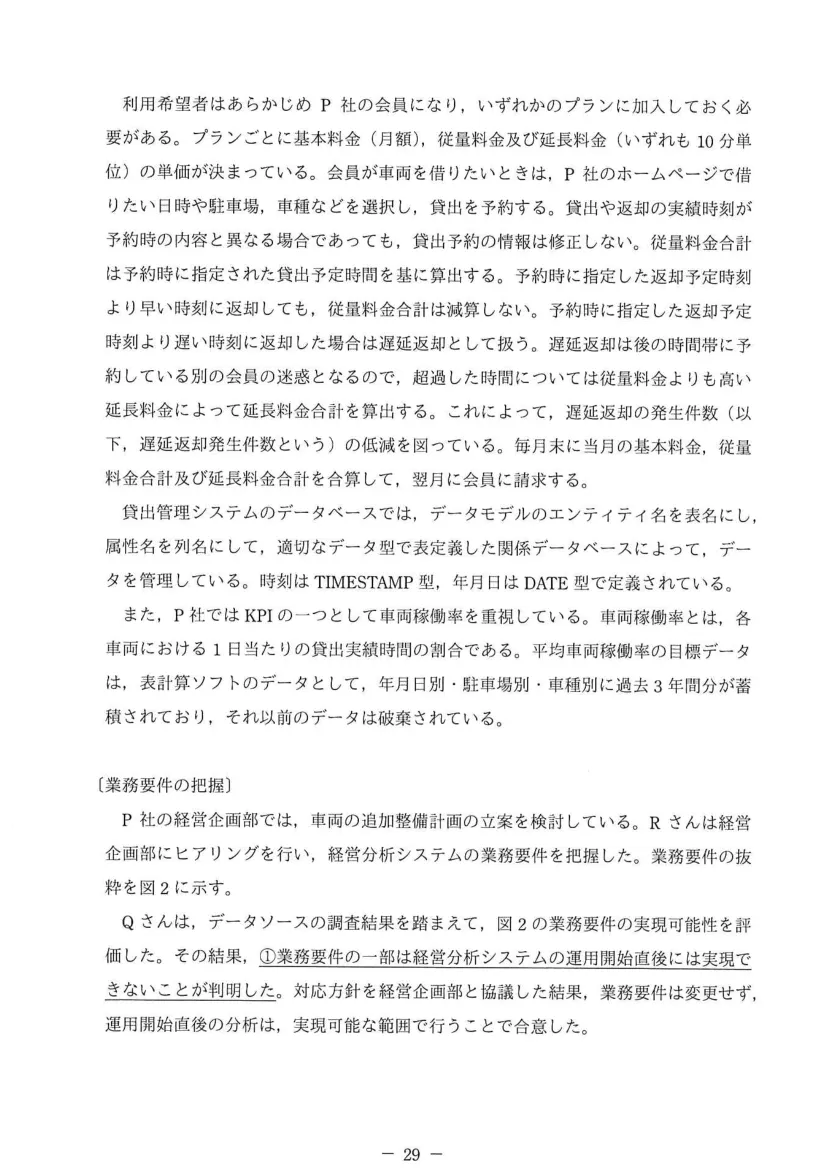 利用希望者はあらかじめ P 社の会員になり，いずれかのプランに加入しておく必
要がある。プランごとに基本料金（月額），従量料金及び延長料金（いずれも 10 分単
位）の単価が決まっている。会員が車両を借りたいときは，P 社のホームページで借
りたい日時や駐車場，車種などを選択し，貸出を予約する。貸出や返却の実績時刻が
予約時の内容と異なる場合であっても，貸出予約の情報は修正しない。従量料金合計
は予約時に指定された貸出予定時間を基に算出する。予約時に指定した返却予定時刻
より早い時刻に返却しても，従量料金合計は減算しない。予約時に指定した返却予定
時刻より遅い時刻に返却した場合は遅延返却として扱う。遅延返却は後の時間帯に予
約している別の会員の迷惑となるので，超過した時間については従量料金よりも高い
延長料金によって延長料金合計を算出する。これによって，遅延返却の発生件数（以
下，遅延返却発生件数という）の低減を図っている。毎月末に当月の基本料金，従量
料金合計及び延長料金合計を合算して，翌月に会員に請求する。
貸出管理システムのデータベースでは，データモデルのエンティティ名を表名にし，
属性名を列名にして，適切なデータ型で表定義した関係データベースによって，デー
タを管理している。時刻は TIMESTAMP 型，年月日は DATE 型で定義されている。
また，P 社では KPI の一つとして車両稼働率を重視している。車両稼働率とは，各
車両における 1 日当たりの貸出実績時間の割合である。平均車両稼働率の目標データ
は，表計算ソフトのデータとして，年月日別・駐車場別・車種別に過去 3 年間分が蓄
積されており，それ以前のデータは破棄されている。
〔業務要件の把握〕
P 社の経営企画部では，車両の追加整備計画の立案を検討している。R さんは経営
企画部にヒアリングを行い，経営分析システムの業務要件を把握した。業務要件の抜
粋を図 2 に示す。
Q さんは，データソースの調査結果を踏まえて，図 2 の業務要件の実現可能性を評
価した。その結果，①業務要件の一部は経営分析システムの運用開始直後には実現で
きないことが判明した。対応方針を経営企画部と協議した結果，業務要件は変更せず，
運用開始直後の分析は，実現可能な範囲で行うことで合意した。
－ 29 －